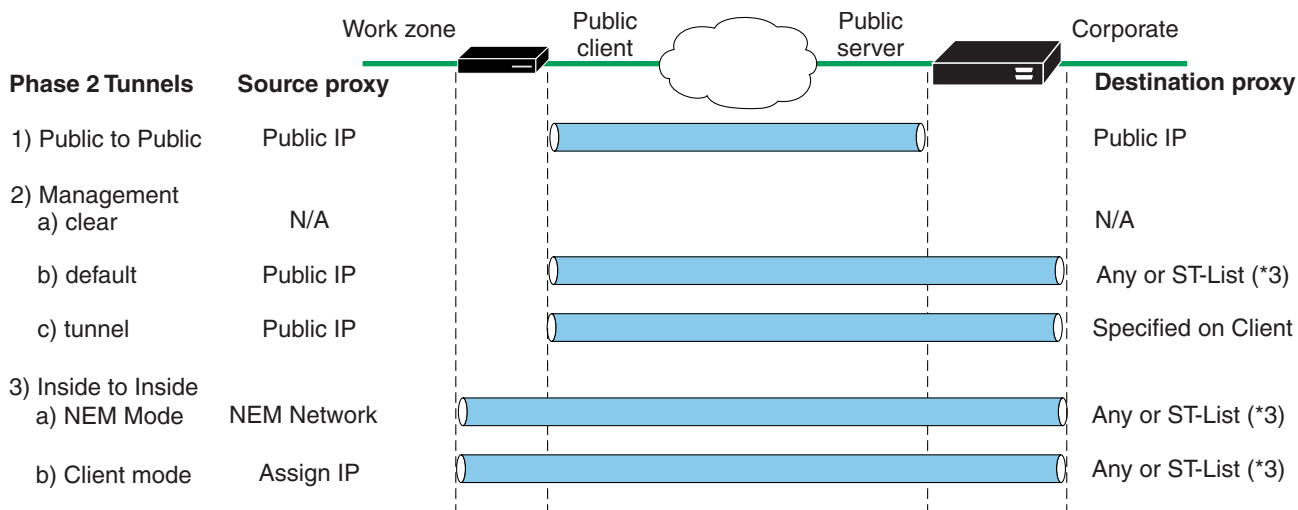 Work zone
Public
client
Public
server
Corporate
Phase 2 Tunnels Source proxy Destination proxy
1) Public to Public Public IP Public IP
2) Management
a) clear N/A N/A
b) default Public IP Any or ST-List (*3)
c) tunnel Public IP Specified on Client
3) Inside to Inside
a) NEM Mode NEM Network Any or ST-List (*3)
b) Client mode Assign IP Any or ST-List (*3)